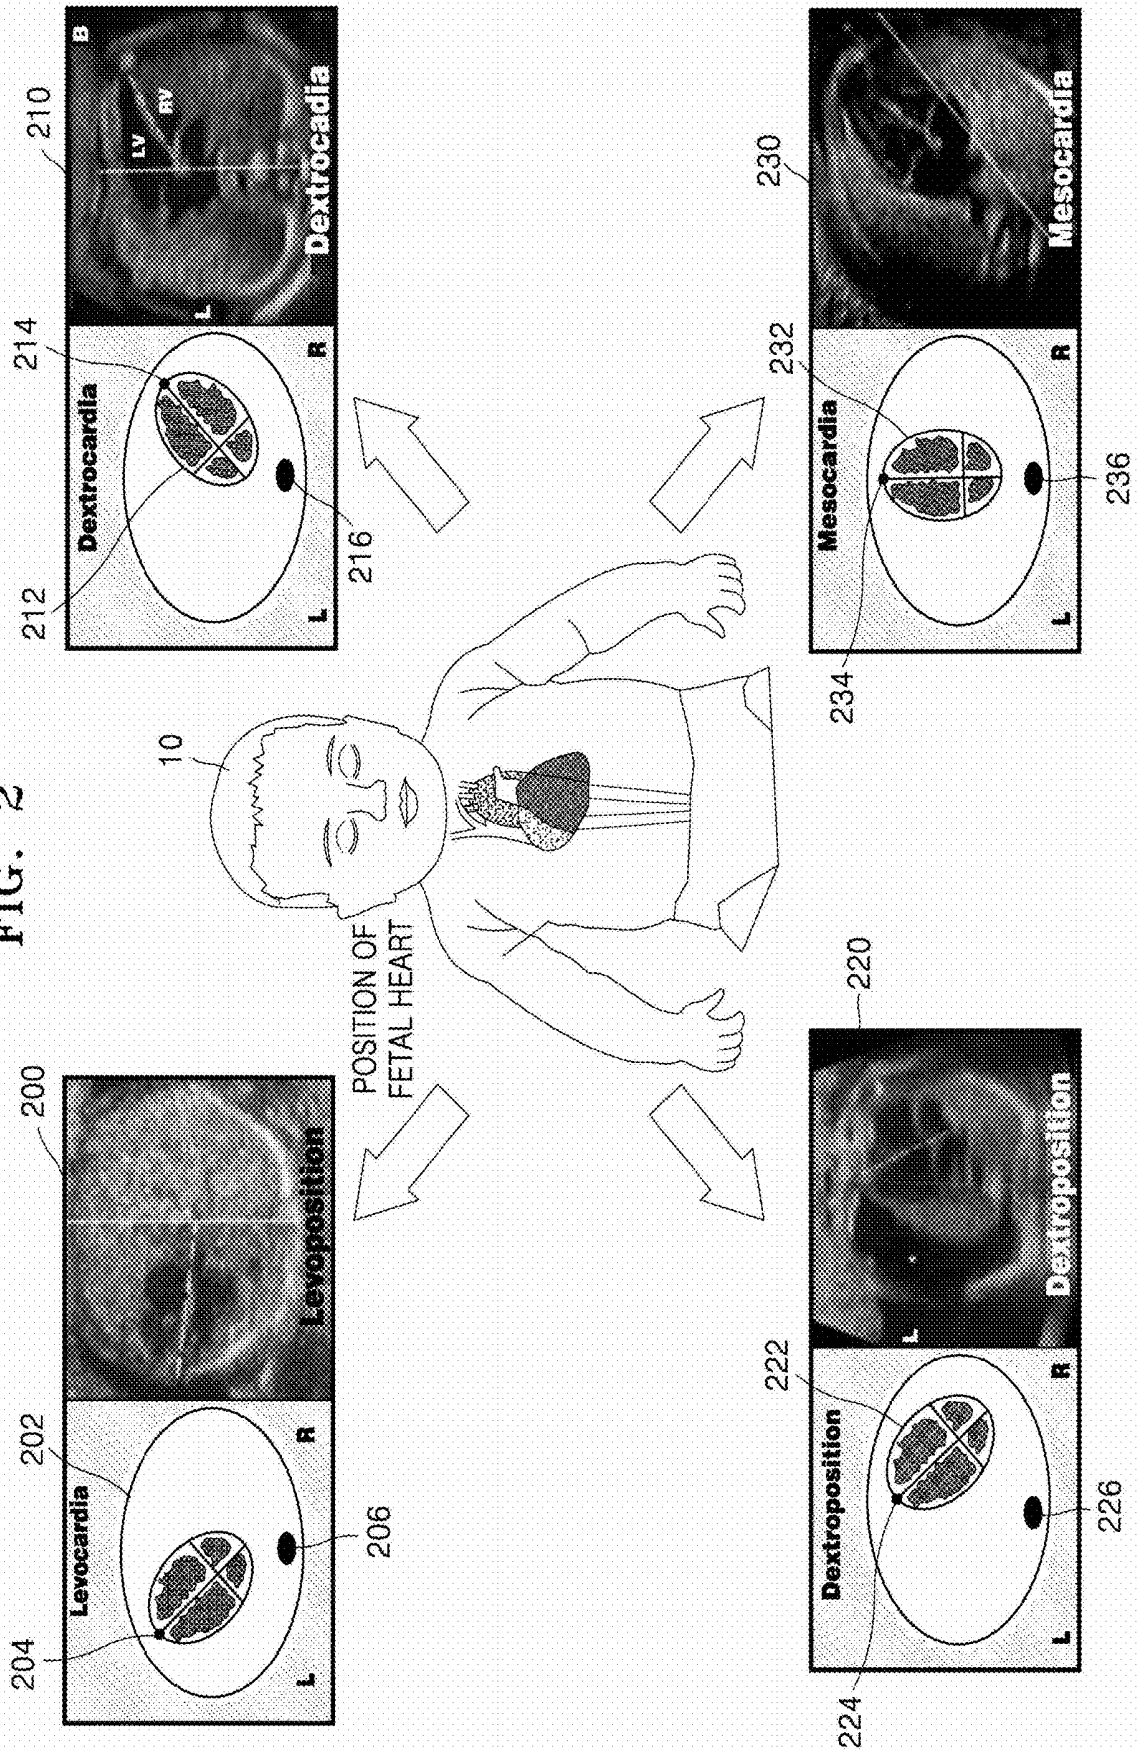 FIG. 2
204
202
200
Levocardia
L
R
Levoposition
206
212
214
210
Dextrocardia
B
LV
RV
L
L
R
Dextrocadia
216
10
POSITION OF
FETAL HEART
224
222
220
Dextroposition
L
L
R
Dextroposition
226
234
232
230
Mesocardia
L
R
Mesocardia
236